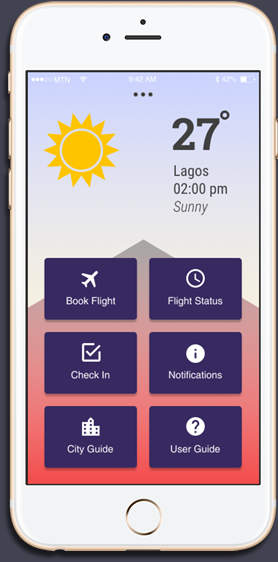 MTN 9:42 AM 42%
27°
Lagos
02:00 pm
Sunny
Book Flight
Flight Status
Check In
Notifications
City Guide
User Guide